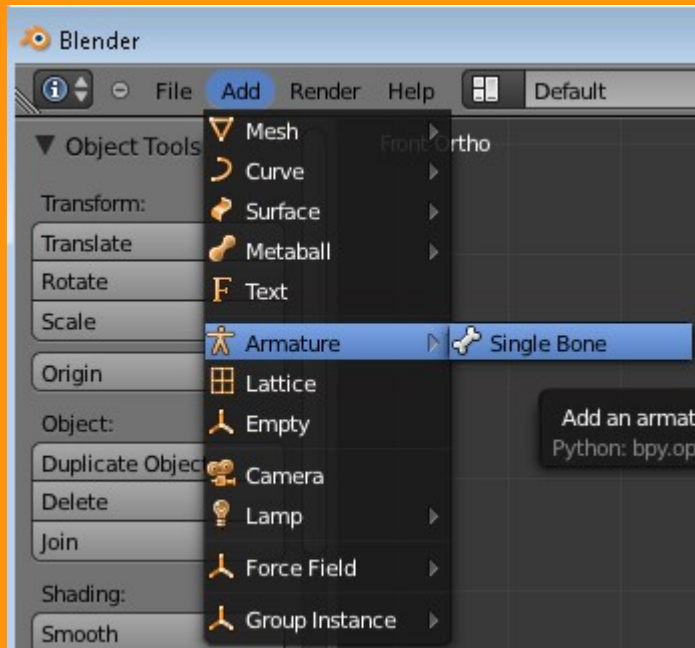 Blender
File Add Render Help Default
Object Tools
Front Ortho
Transform:
Translate
Rotate
Scale
Origin
Object:
Duplicate Objec
Delete
Join
Shading:
Smooth
Mesh
Curve
Surface
Metaball
Text
Armature
Lattice
Empty
Camera
Lamp
Force Field
Group Instance
Single Bone
Add an armat
Python: bpy.op